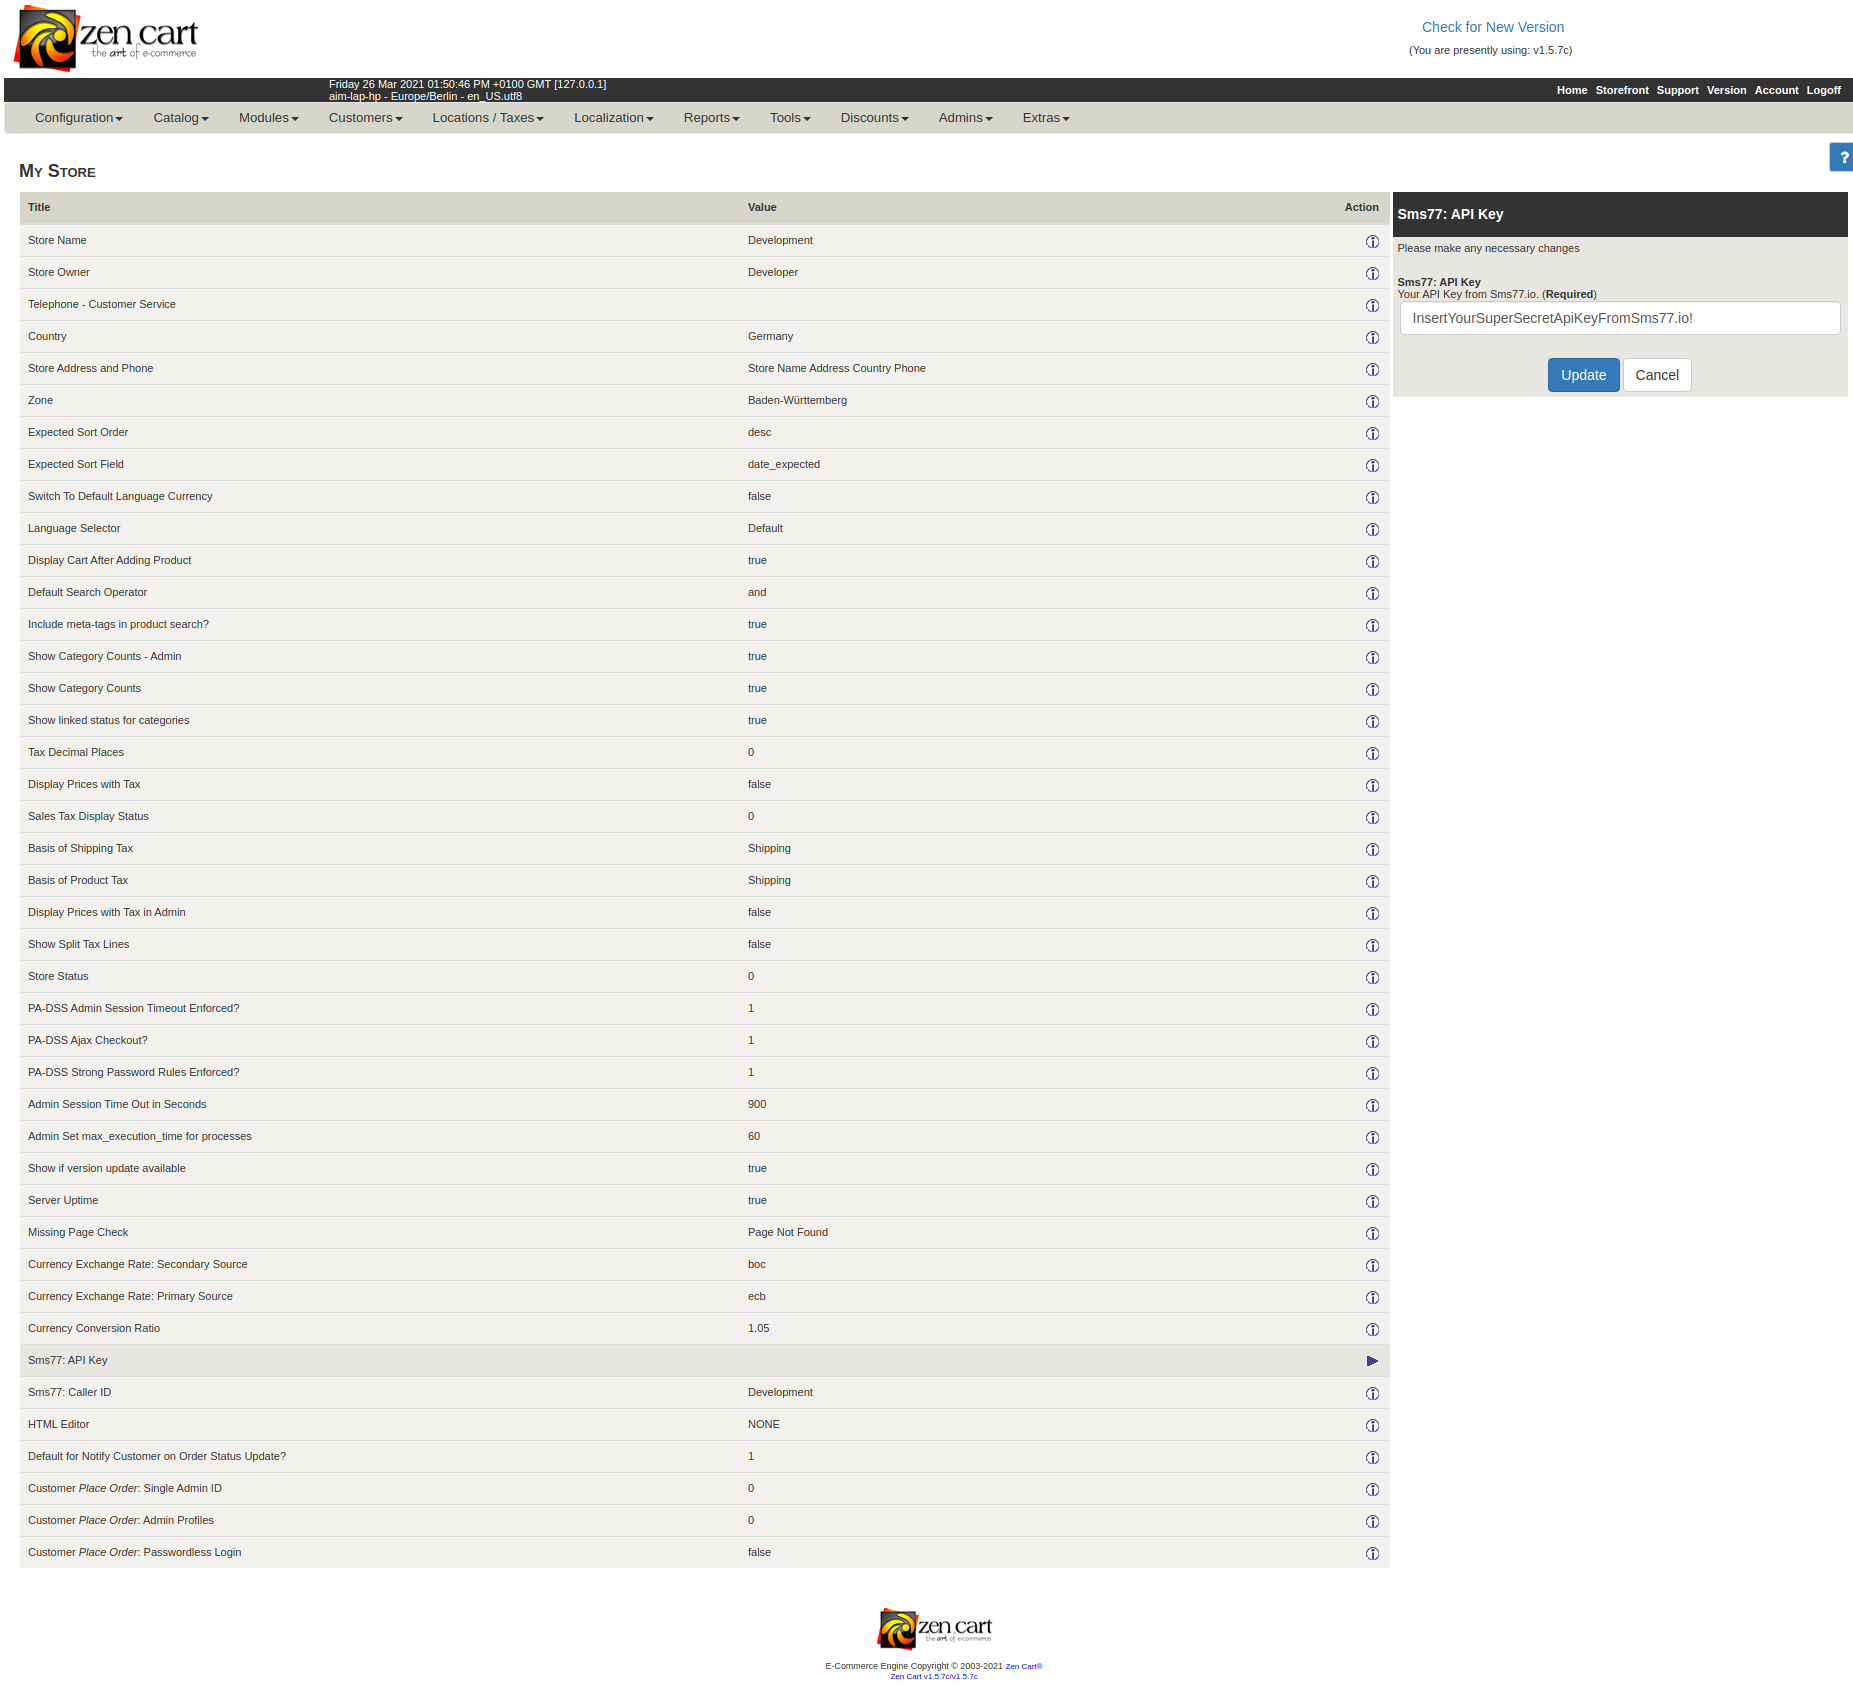 zen cart
the art of e-commerce
Check for New Version
(You are presently using: v1.5.7c)
Friday 26 Mar 2021 01:50:46 PM +0100 GMT [127.0.0.1]
aim-lap-hp - Europe/Berlin - en_US.utf8
Home Storefront Support Version Account Logoff
Configuration Catalog Modules Customers Locations / Taxes Localization Reports Tools Discounts Admins Extras
?
My Store
Title Value Action
Store Name Development
Store Owner Developer
Telephone - Customer Service
Country Germany
Store Address and Phone Store Name Address Country Phone
Zone Baden-Württemberg
Expected Sort Order desc
Expected Sort Field date_expected
Switch To Default Language Currency false
Language Selector Default
Display Cart After Adding Product true
Default Search Operator and
Include meta-tags in product search? true
Show Category Counts - Admin true
Show Category Counts true
Show linked status for categories true
Tax Decimal Places 0
Display Prices with Tax false
Sales Tax Display Status 0
Basis of Shipping Tax Shipping
Basis of Product Tax Shipping
Display Prices with Tax in Admin false
Show Split Tax Lines false
Store Status 0
PA-DSS Admin Session Timeout Enforced? 1
PA-DSS Ajax Checkout? 1
PA-DSS Strong Password Rules Enforced? 1
Admin Session Time Out in Seconds 900
Admin Set max_execution_time for processes 60
Show if version update available true
Server Uptime true
Missing Page Check Page Not Found
Currency Exchange Rate: Secondary Source boc
Currency Exchange Rate: Primary Source ecb
Currency Conversion Ratio 1.05
Sms77: API Key
Sms77: Caller ID Development
HTML Editor NONE
Default for Notify Customer on Order Status Update? 1
Customer Place Order: Single Admin ID 0
Customer Place Order: Admin Profiles 0
Customer Place Order: Passwordless Login false
Sms77: API Key
Please make any necessary changes
Sms77: API Key
Your API Key from Sms77.io. (Required)
InsertYourSuperSecretApiKeyFromSms77.io!
Update Cancel
zen cart
the art of e-commerce
E-Commerce Engine Copyright © 2003-2021 Zen Cart®
Zen Cart v1.5.7c/v1.5.7c